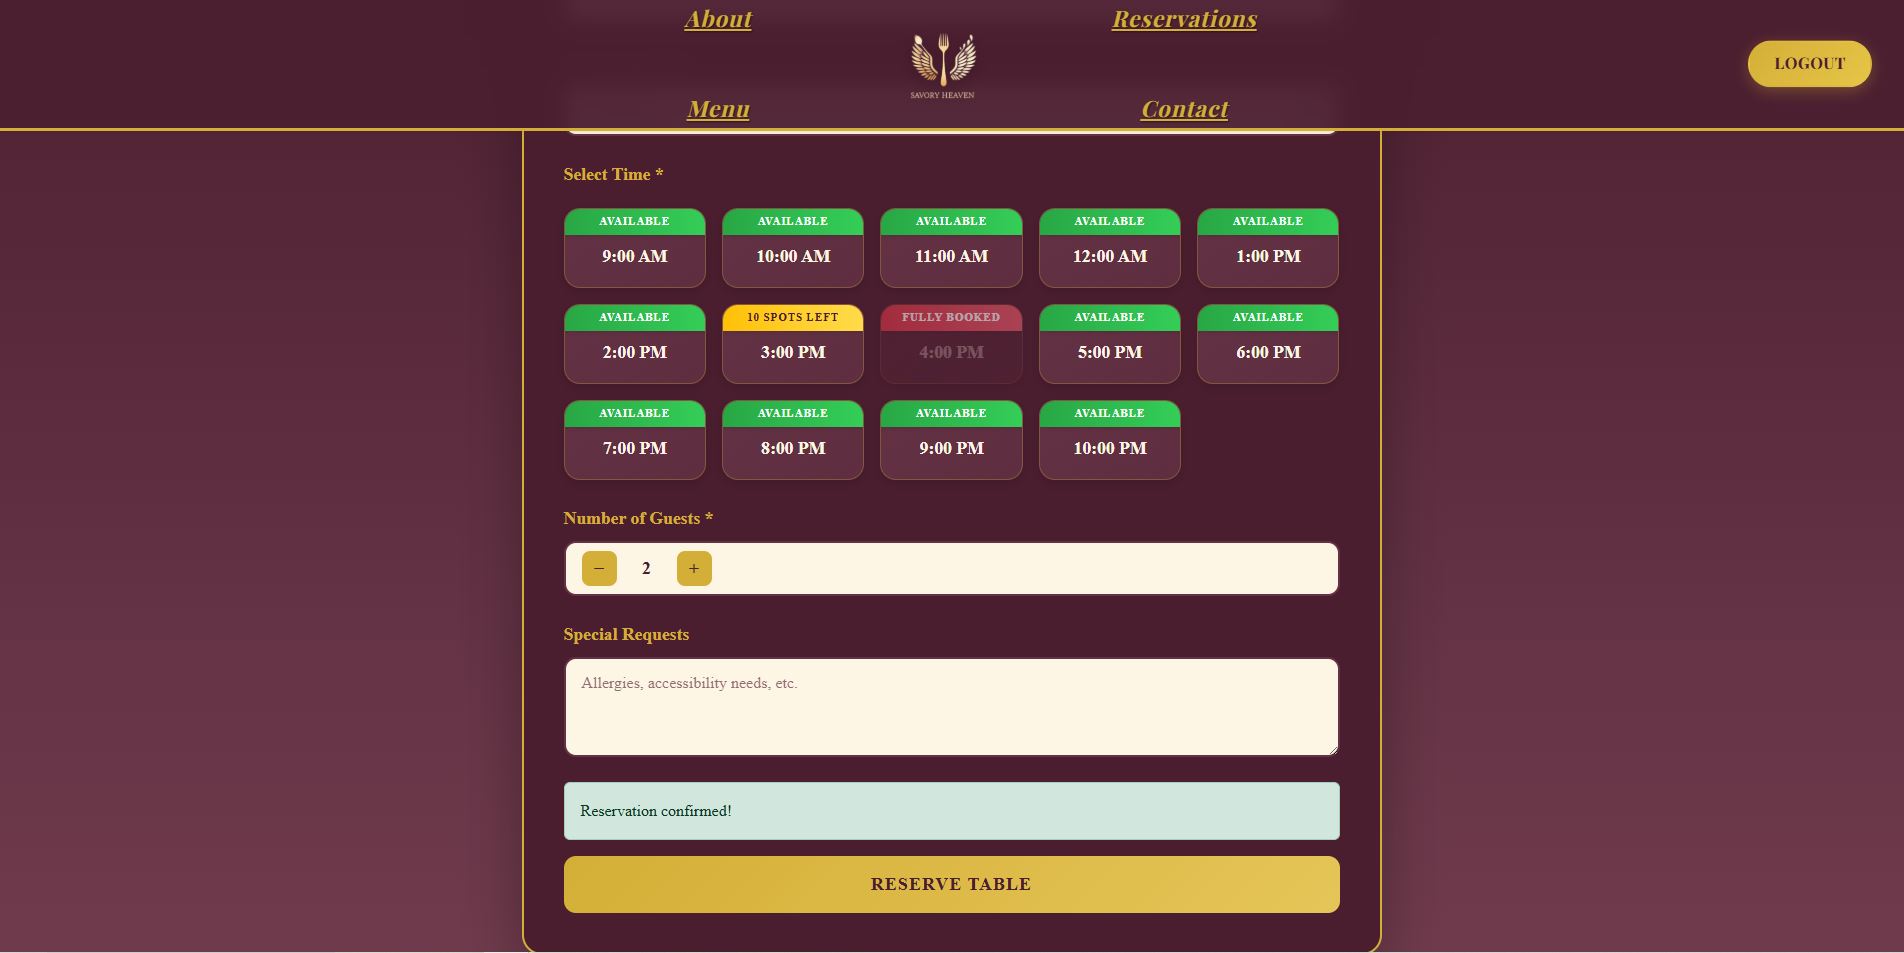 About
Reservations
SAVORY HEAVEN
LOGOUT
Menu
Contact
Select Time *
AVAILABLE AVAILABLE AVAILABLE AVAILABLE AVAILABLE
9:00 AM 10:00 AM 11:00 AM 12:00 AM 1:00 PM
AVAILABLE 10 SPOTS LEFT FULLY BOOKED AVAILABLE AVAILABLE
2:00 PM 3:00 PM 4:00 PM 5:00 PM 6:00 PM
AVAILABLE AVAILABLE AVAILABLE AVAILABLE
7:00 PM 8:00 PM 9:00 PM 10:00 PM
Number of Guests *
− 2 +
Special Requests
Allergies, accessibility needs, etc.
Reservation confirmed!
RESERVE TABLE